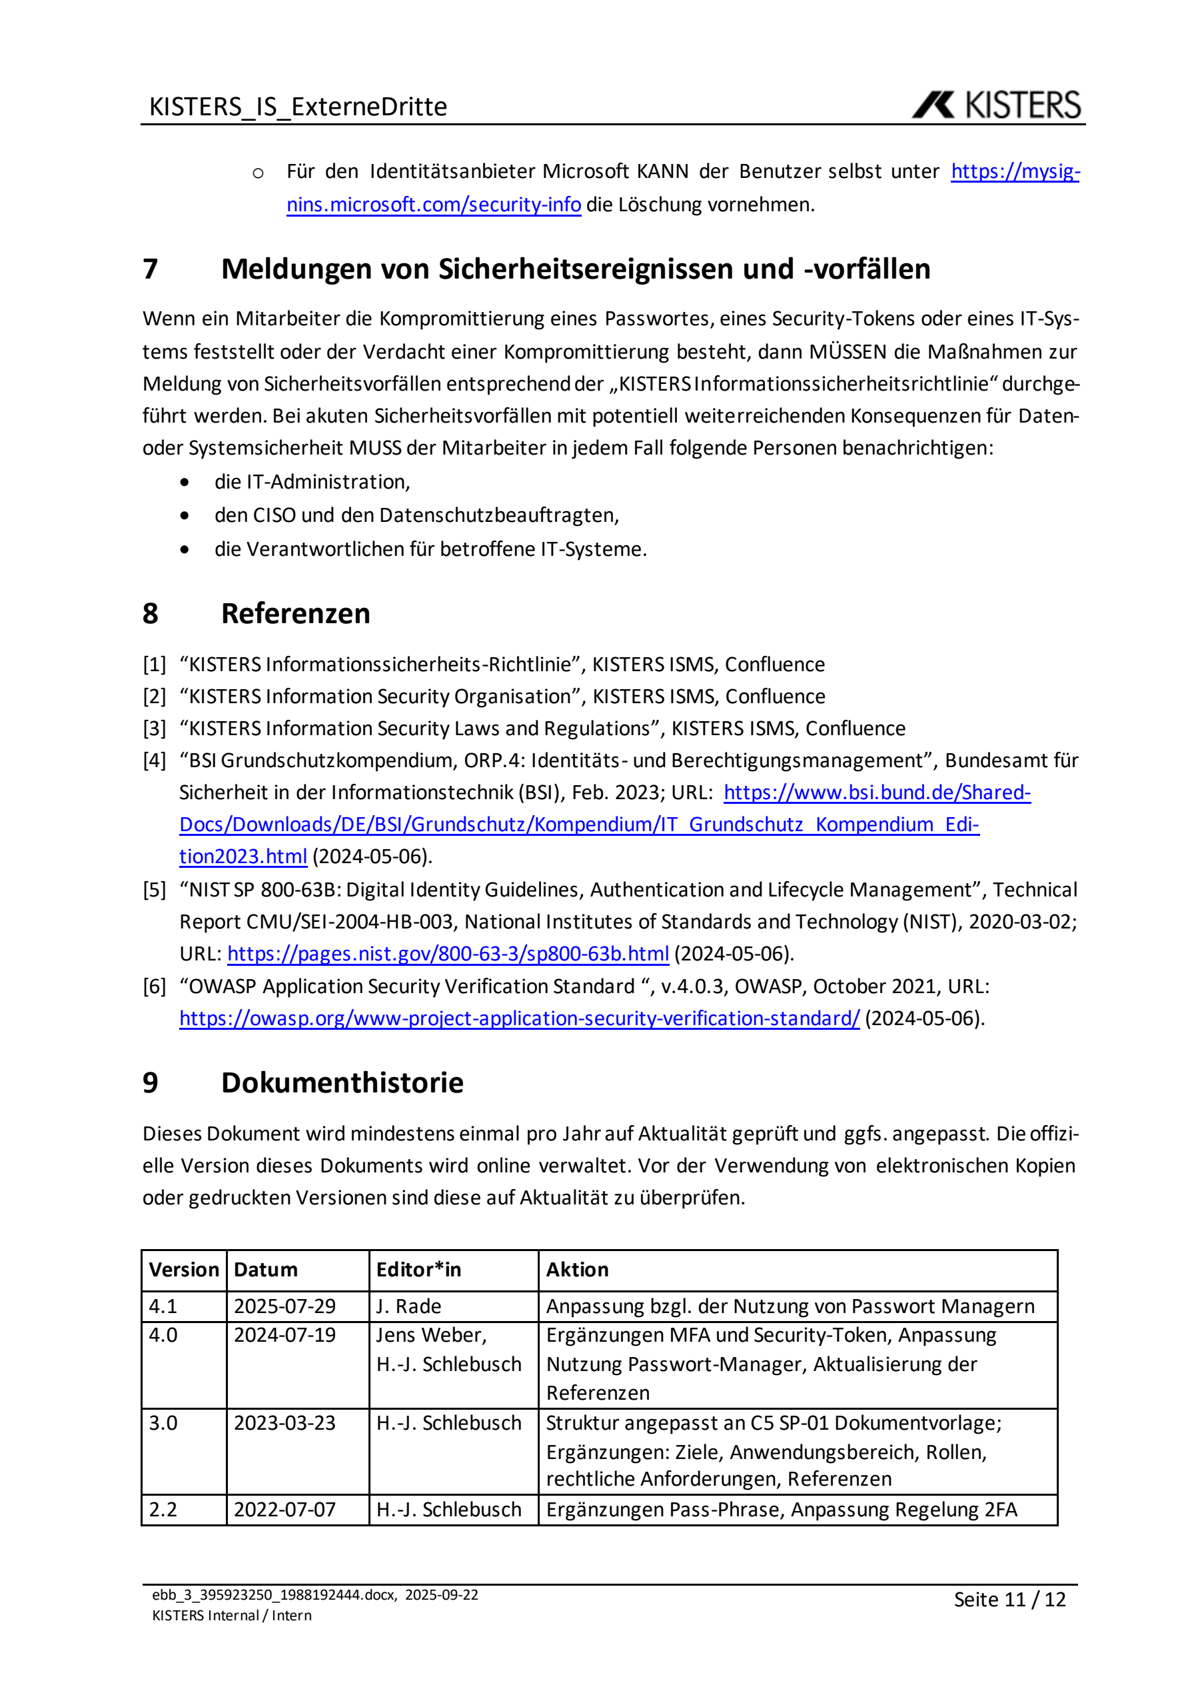 KISTERS_IS_ExterneDritte
KISTERS
o Für den Identitätsanbieter Microsoft KANN der Benutzer selbst unter https://mysig-
nins.microsoft.com/security-info die Löschung vornehmen.
7 Meldungen von Sicherheitsereignissen und -vorfällen
Wenn ein Mitarbeiter die Kompromittierung eines Passwortes, eines Security-Tokens oder eines IT-Sys-
tems feststellt oder der Verdacht einer Kompromittierung besteht, dann MÜSSEN die Maßnahmen zur
Meldung von Sicherheitsvorfällen entsprechend der „KISTERS Informationssicherheitsrichtlinie“ durchge-
führt werden. Bei akuten Sicherheitsvorfällen mit potentiell weiterreichenden Konsequenzen für Daten-
oder Systemsicherheit MUSS der Mitarbeiter in jedem Fall folgende Personen benachrichtigen:
• die IT-Administration,
• den CISO und den Datenschutzbeauftragten,
• die Verantwortlichen für betroffene IT-Systeme.
8 Referenzen
[1] “KISTERS Informationssicherheits-Richtlinie”, KISTERS ISMS, Confluence
[2] “KISTERS Information Security Organisation”, KISTERS ISMS, Confluence
[3] “KISTERS Information Security Laws and Regulations”, KISTERS ISMS, Confluence
[4] “BSI Grundschutzkompendium, ORP.4: Identitäts- und Berechtigungsmanagement”, Bundesamt für
Sicherheit in der Informationstechnik (BSI), Feb. 2023; URL: https://www.bsi.bund.de/Shared-
Docs/Downloads/DE/BSI/Grundschutz/Kompendium/IT_Grundschutz_Kompendium_Edi-
tion2023.html (2024-05-06).
[5] “NIST SP 800-63B: Digital Identity Guidelines, Authentication and Lifecycle Management”, Technical
Report CMU/SEI-2004-HB-003, National Institutes of Standards and Technology (NIST), 2020-03-02;
URL: https://pages.nist.gov/800-63-3/sp800-63b.html (2024-05-06).
[6] “OWASP Application Security Verification Standard “, v.4.0.3, OWASP, October 2021, URL:
https://owasp.org/www-project-application-security-verification-standard/ (2024-05-06).
9 Dokumenthistorie
Dieses Dokument wird mindestens einmal pro Jahr auf Aktualität geprüft und ggfs. angepasst. Die offizi-
elle Version dieses Dokuments wird online verwaltet. Vor der Verwendung von elektronischen Kopien
oder gedruckten Versionen sind diese auf Aktualität zu überprüfen.
Version Datum Editor*in Aktion
4.1 2025-07-29 J. Rade Anpassung bzgl. der Nutzung von Passwort Managern
4.0 2024-07-19 Jens Weber, Ergänzungen MFA und Security-Token, Anpassung
H.-J. Schlebusch Nutzung Passwort-Manager, Aktualisierung der
Referenzen
3.0 2023-03-23 H.-J. Schlebusch Struktur angepasst an C5 SP-01 Dokumentvorlage;
Ergänzungen: Ziele, Anwendungsbereich, Rollen,
rechtliche Anforderungen, Referenzen
2.2 2022-07-07 H.-J. Schlebusch Ergänzungen Pass-Phrase, Anpassung Regelung 2FA
ebb_3_395923250_1988192444.docx, 2025-09-22
KISTERS Internal / Intern
Seite 11 / 12